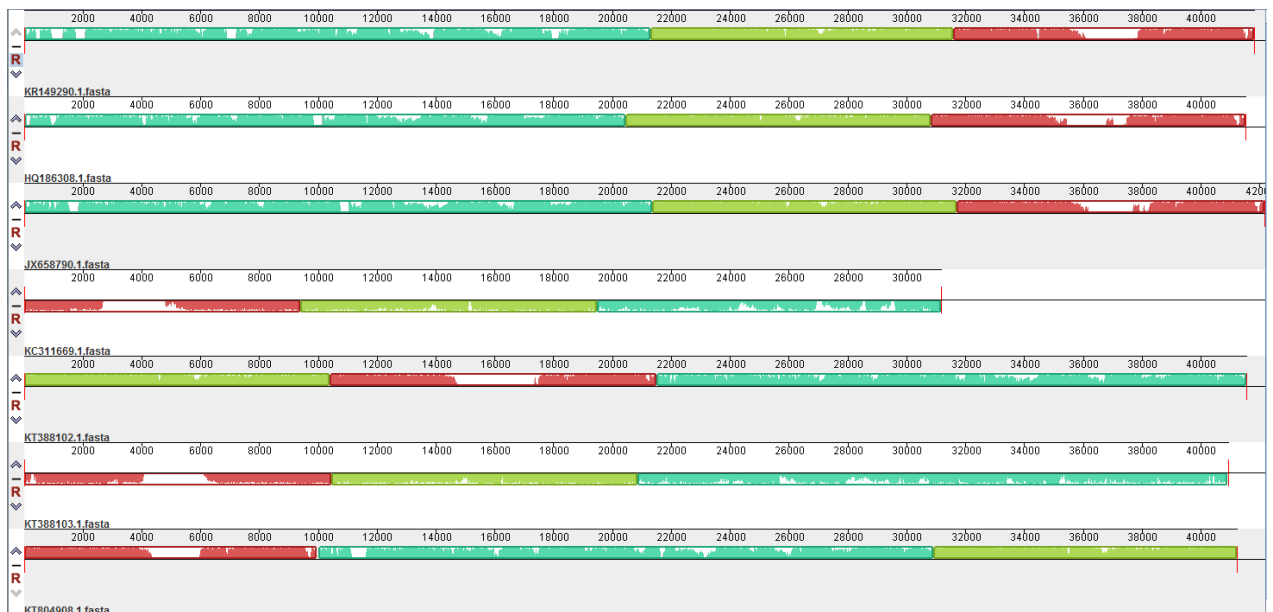 2000 4000 6000 8000 10000 12000 14000 16000 18000 20000 22000 24000 26000 28000 30000 32000 34000 36000 38000 40000
R
KR149290.1.fasta
2000 4000 6000 8000 10000 12000 14000 16000 18000 20000 22000 24000 26000 28000 30000 32000 34000 36000 38000 40000
R
HQ186308.1.fasta
2000 4000 6000 8000 10000 12000 14000 16000 18000 20000 22000 24000 26000 28000 30000 32000 34000 36000 38000 40000 420
R
JX658790.1.fasta
2000 4000 6000 8000 10000 12000 14000 16000 18000 20000 22000 24000 26000 28000 30000
R
KC311669.1.fasta
2000 4000 6000 8000 10000 12000 14000 16000 18000 20000 22000 24000 26000 28000 30000 32000 34000 36000 38000 40000
R
KT388102.1.fasta
2000 4000 6000 8000 10000 12000 14000 16000 18000 20000 22000 24000 26000 28000 30000 32000 34000 36000 38000 40000
R
KT388103.1.fasta
2000 4000 6000 8000 10000 12000 14000 16000 18000 20000 22000 24000 26000 28000 30000 32000 34000 36000 38000 40000
R
KT804908.1.fasta